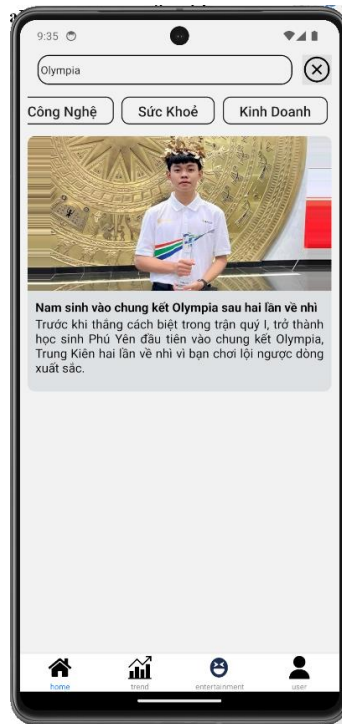 9:35
Olympia
Công Nghệ
Sức Khoẻ
Kinh Doanh
Nam sinh vào chung kết Olympia sau hai lần về nhì
Trước khi thắng cách biệt trong trận quý I, trở thành
học sinh Phú Yên đầu tiên vào chung kết Olympia,
Trung Kiên hai lần về nhì vì bạn chơi lội ngược dòng
xuất sắc.
home
trend
entertainment
user